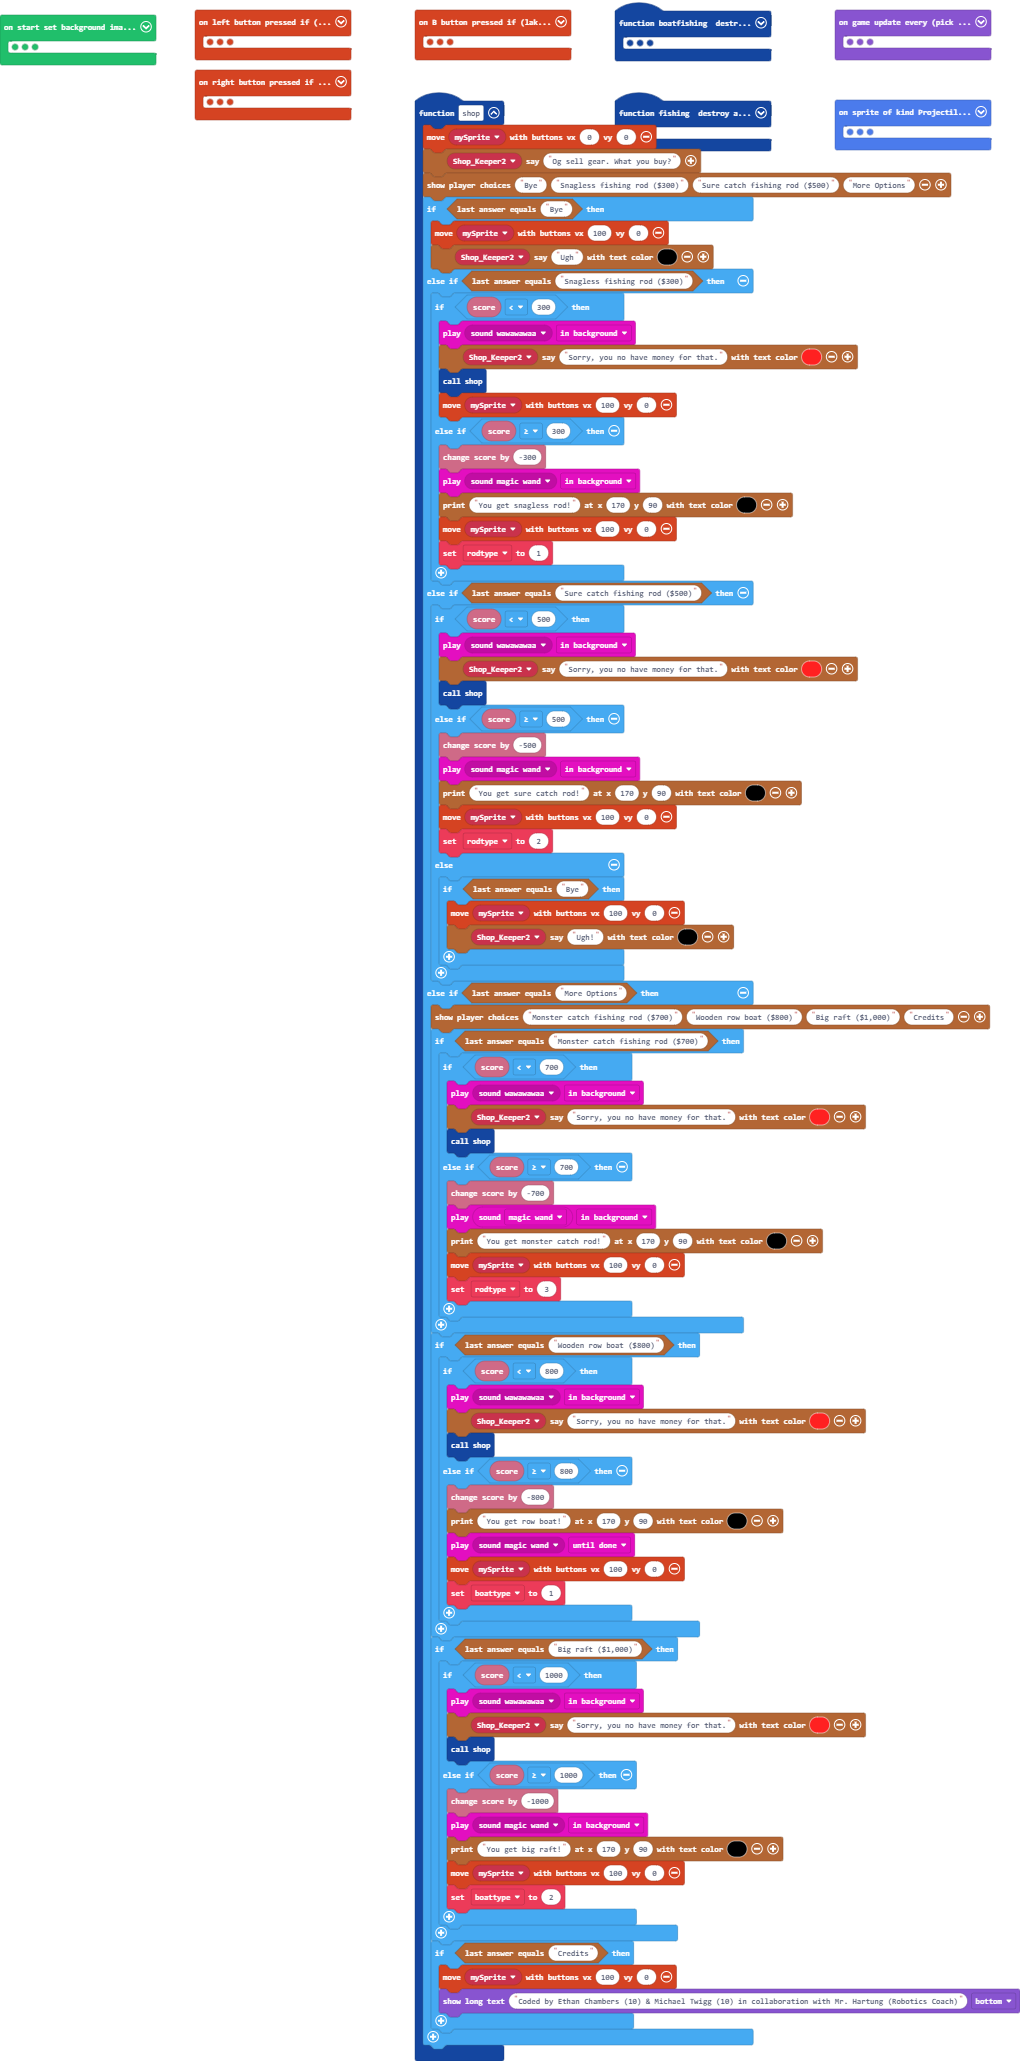 on start set background ima...
on left button pressed if (...
on B button pressed if (lak...
function boatfishing destr...
on game update every (pick ...
on right button pressed if ...
function shop
function fishing destroy a...
on sprite of kind Projectil...
move mySprite with buttons vx 0 vy 0
Shop_Keeper2 say "Og sell gear. What you buy?"
show player choices "Bye" "Snagless fishing rod ($300)" "Sure catch fishing rod ($500)" "More Options"
if last answer equals "Bye" then
move mySprite with buttons vx 100 vy 0
Shop_Keeper2 say "Ugh" with text color
else if last answer equals "Snagless fishing rod ($300)" then
if score < 300 then
play sound wawawawaa in background
Shop_Keeper2 say "Sorry, you no have money for that." with text color
call shop
move mySprite with buttons vx 100 vy 0
else if score ≥ 300 then
change score by -300
play sound magic wand in background
print "You get snagless rod!" at x 170 y 90 with text color
move mySprite with buttons vx 100 vy 0
set rodtype to 1
else if last answer equals "Sure catch fishing rod ($500)" then
if score < 500 then
play sound wawawawaa in background
Shop_Keeper2 say "Sorry, you no have money for that." with text color
call shop
else if score ≥ 500 then
change score by -500
play sound magic wand in background
print "You get sure catch rod!" at x 170 y 90 with text color
move mySprite with buttons vx 100 vy 0
set rodtype to 2
else
if last answer equals "Bye" then
move mySprite with buttons vx 100 vy 0
Shop_Keeper2 say "Ugh!" with text color
else if last answer equals "More Options" then
show player choices "Monster catch fishing rod ($700)" "Wooden row boat ($800)" "Big raft ($1,000)" "Credits"
if last answer equals "Monster catch fishing rod ($700)" then
if score < 700 then
play sound wawawawaa in background
Shop_Keeper2 say "Sorry, you no have money for that." with text color
call shop
else if score ≥ 700 then
change score by -700
play sound magic wand in background
print "You get monster catch rod!" at x 170 y 90 with text color
move mySprite with buttons vx 100 vy 0
set rodtype to 3
if last answer equals "Wooden row boat ($800)" then
if score < 800 then
play sound wawawawaa in background
Shop_Keeper2 say "Sorry, you no have money for that." with text color
call shop
else if score ≥ 800 then
change score by -800
print "You get row boat!" at x 170 y 90 with text color
play sound magic wand until done
move mySprite with buttons vx 100 vy 0
set boattype to 1
if last answer equals "Big raft ($1,000)" then
if score < 1000 then
play sound wawawawaa in background
Shop_Keeper2 say "Sorry, you no have money for that." with text color
call shop
else if score ≥ 1000 then
change score by -1000
play sound magic wand in background
print "You get big raft!" at x 170 y 90 with text color
move mySprite with buttons vx 100 vy 0
set boattype to 2
if last answer equals "Credits" then
move mySprite with buttons vx 100 vy 0
show long text "Coded by Ethan Chambers (10) & Michael Twigg (10) in collaboration with Mr. Hartung (Robotics Coach)" bottom